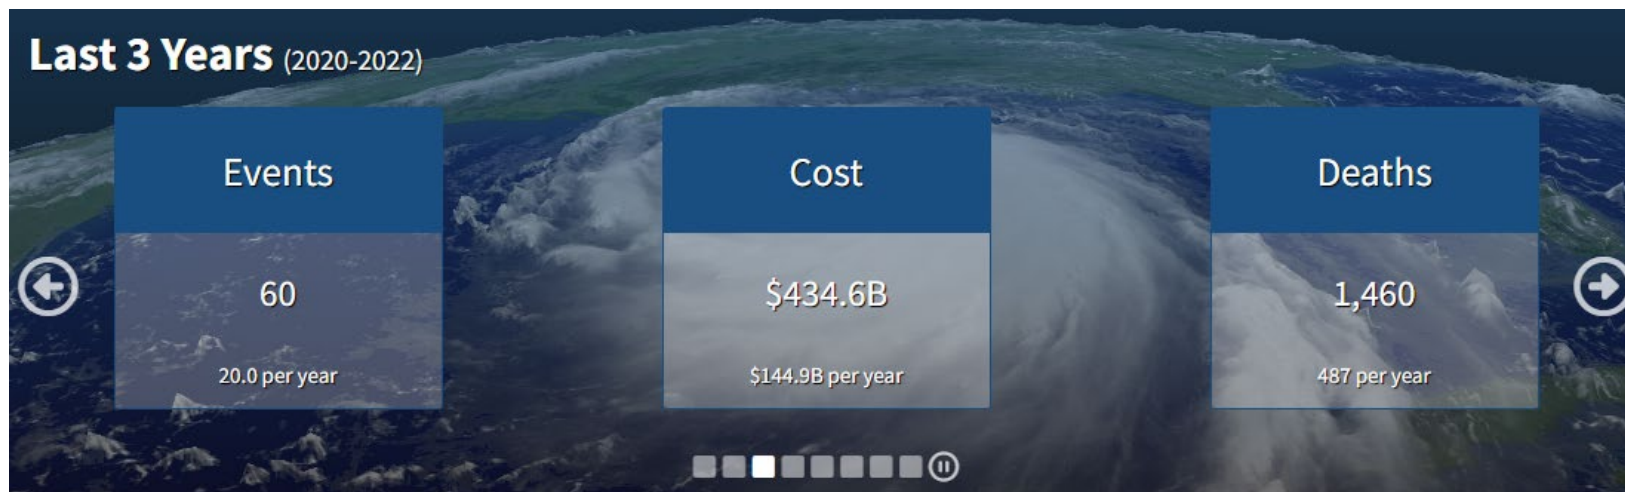 Last 3 Years (2020-2022)
Events
Cost
Deaths
60
$434.6B
1,460
20.0 per year
$144.9B per year
487 per year